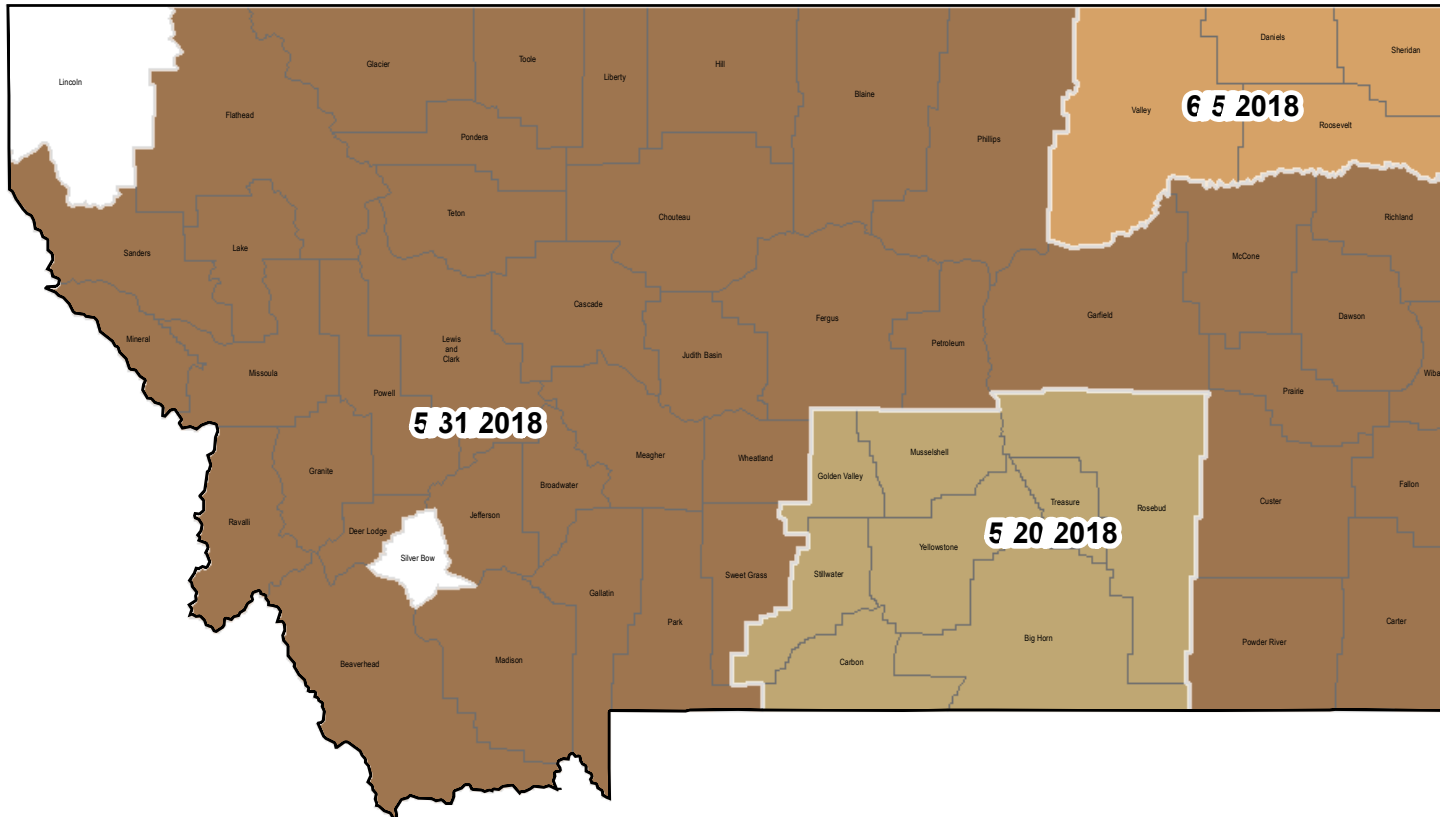 Lincoln
Glacier
Toole
Liberty
Hill
Blaine
Daniels
Sheridan
Flathead
Pondera
Phillips
Valley
6 5 2018
Roosevelt
Teton
Chouteau
Richland
Sanders
Lake
McCone
Cascade
Fergus
Garfield
Dawson
Mineral
Lewis
and
Clark
Judith Basin
Petroleum
Missoula
Powell
Prairie
Wiba
5 31 2018
Meagher
Wheatland
Musselshell
Golden Valley
Granite
Broadwater
Treasure
Rosebud
Custer
Fallon
Ravalli
Deer Lodge
Jefferson
5 20 2018
Silver Bow
Yellowstone
Stillwater
Sweet Grass
Gallatin
Park
Big Horn
Powder River
Carter
Beaverhead
Madison
Carbon